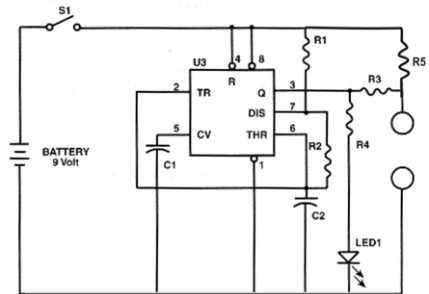 S1
U3
4 8
R
R1
R5
2 TR Q 3
R3
DIS 7
5 CV THR 6
R4
R2
C1
1
BATTERY
9 Volt
C2
LED1